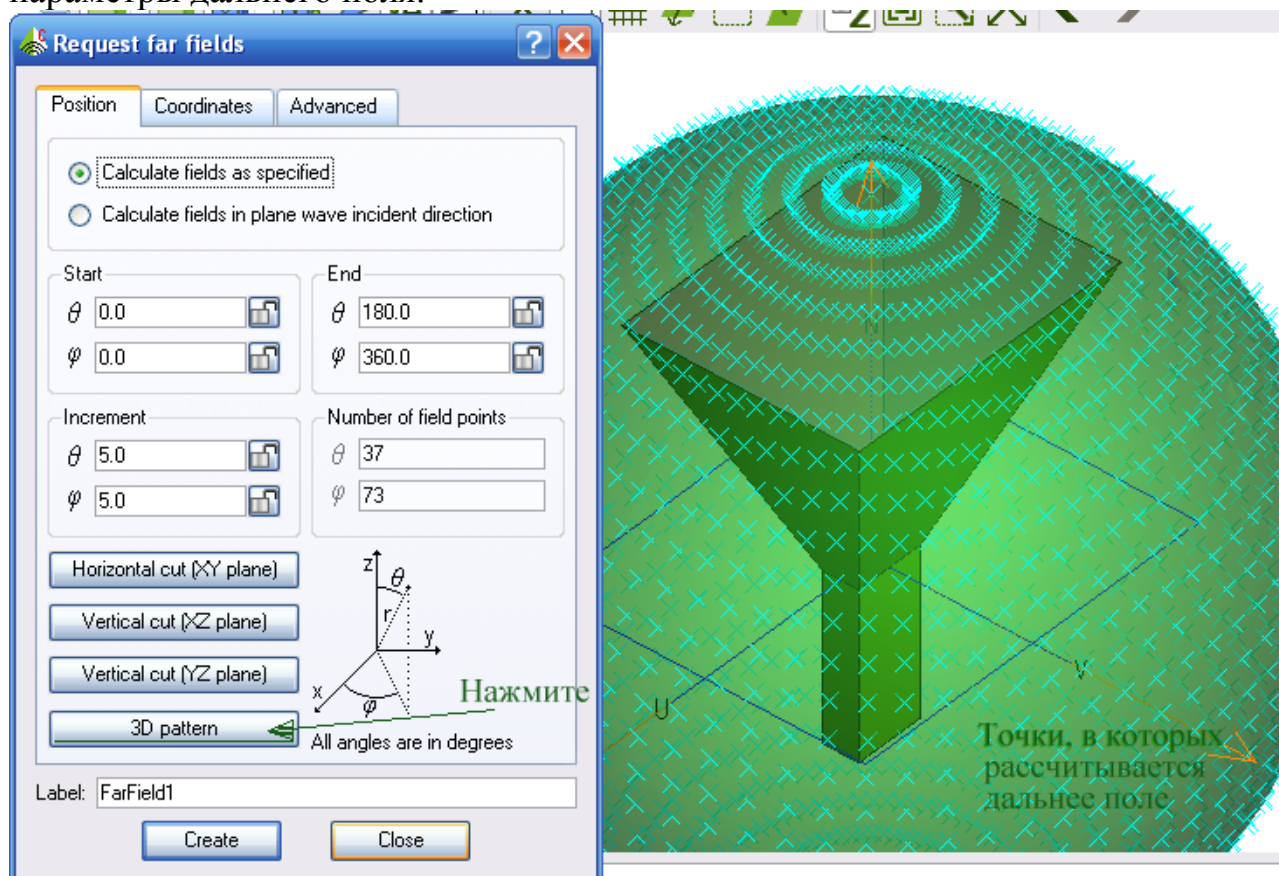 параметры дальнего поля.
Request far fields
Position Coordinates Advanced
Calculate fields as specified
Calculate fields in plane wave incident direction
Start
θ 0.0
φ 0.0
End
θ 180.0
φ 360.0
Increment
θ 5.0
φ 5.0
Number of field points
θ 37
φ 73
Horizontal cut (XY plane)
Vertical cut (XZ plane)
Vertical cut (YZ plane)
3D pattern
z
θ
r
y
x
φ
Нажмите
All angles are in degrees
Label: FarField1
Create Close
N
U
V
Точки, в которых
рассчитывается
дальнее поле